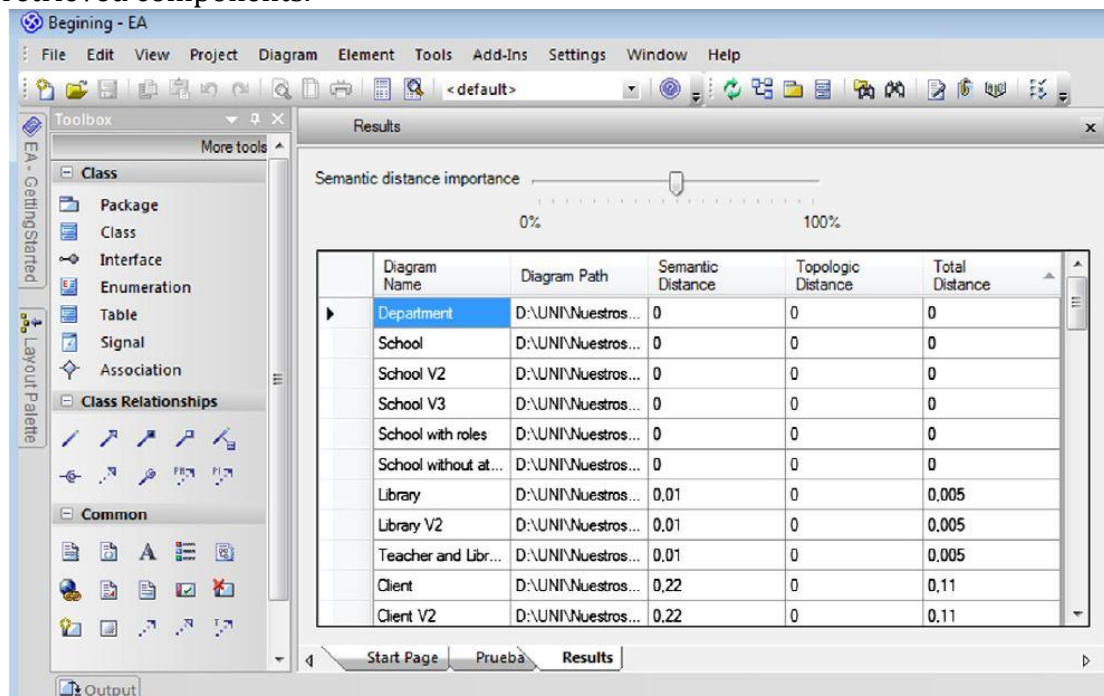 retrieved components.
Begining - EA
File Edit View Project Diagram Element Tools Add-Ins Settings Window Help
<default>
Toolbox
More tools
EA - Getting Started
Layout Palette
Class
Package
Class
Interface
Enumeration
Table
Signal
Association
Class Relationships
Common
Output
Results
Semantic distance importance
0% 100%
Diagram Name Diagram Path Semantic Distance Topologic Distance Total Distance
Department D:\UNI\Nuestros... 0 0 0
School D:\UNI\Nuestros... 0 0 0
School V2 D:\UNI\Nuestros... 0 0 0
School V3 D:\UNI\Nuestros... 0 0 0
School with roles D:\UNI\Nuestros... 0 0 0
School without at... D:\UNI\Nuestros... 0 0 0
Library D:\UNI\Nuestros... 0,01 0 0,005
Library V2 D:\UNI\Nuestros... 0,01 0 0,005
Teacher and Libr... D:\UNI\Nuestros... 0,01 0 0,005
Client D:\UNI\Nuestros... 0,22 0 0,11
Client V2 D:\UNI\Nuestros... 0,22 0 0,11
Start Page Prueba Results